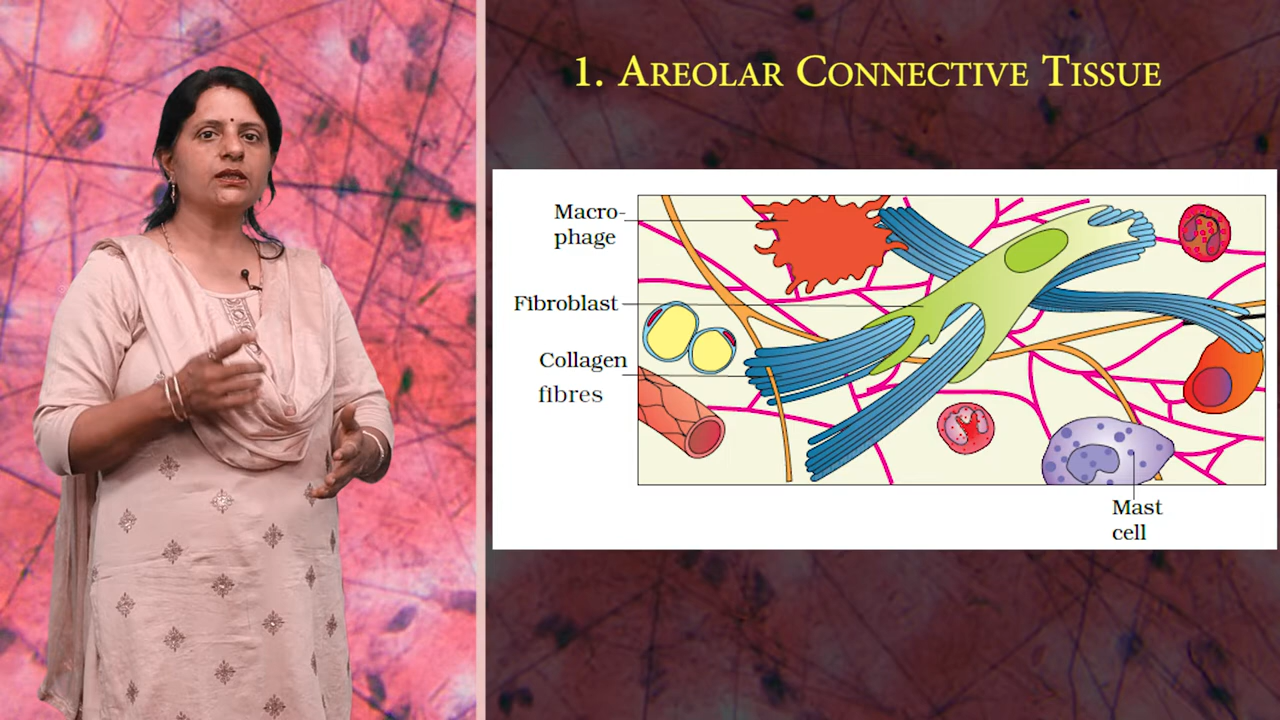 1. Areolar Connective Tissue
Macro-
phage
Fibroblast
Collagen
fibres
Mast
cell